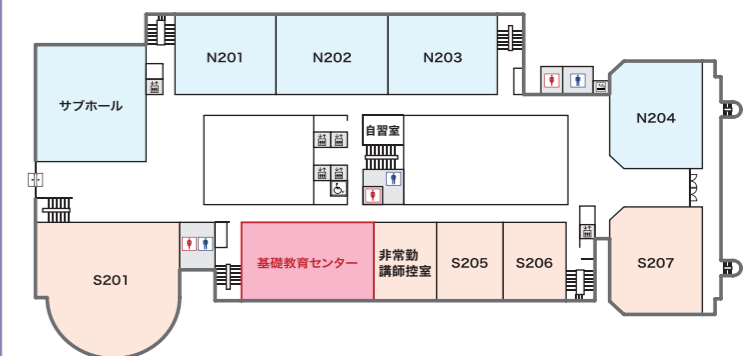 N201
N202
N203
サブホール
N204
自習室
S201
基礎教育センター
非常勤
講師控室
S205
S206
S207